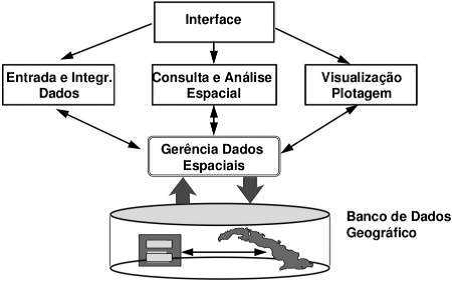 Interface
Entrada e Integr.
Dados
Consulta e Análise
Espacial
Visualização
Plotagem
Gerência Dados
Espaciais
Banco de Dados
Geográfico